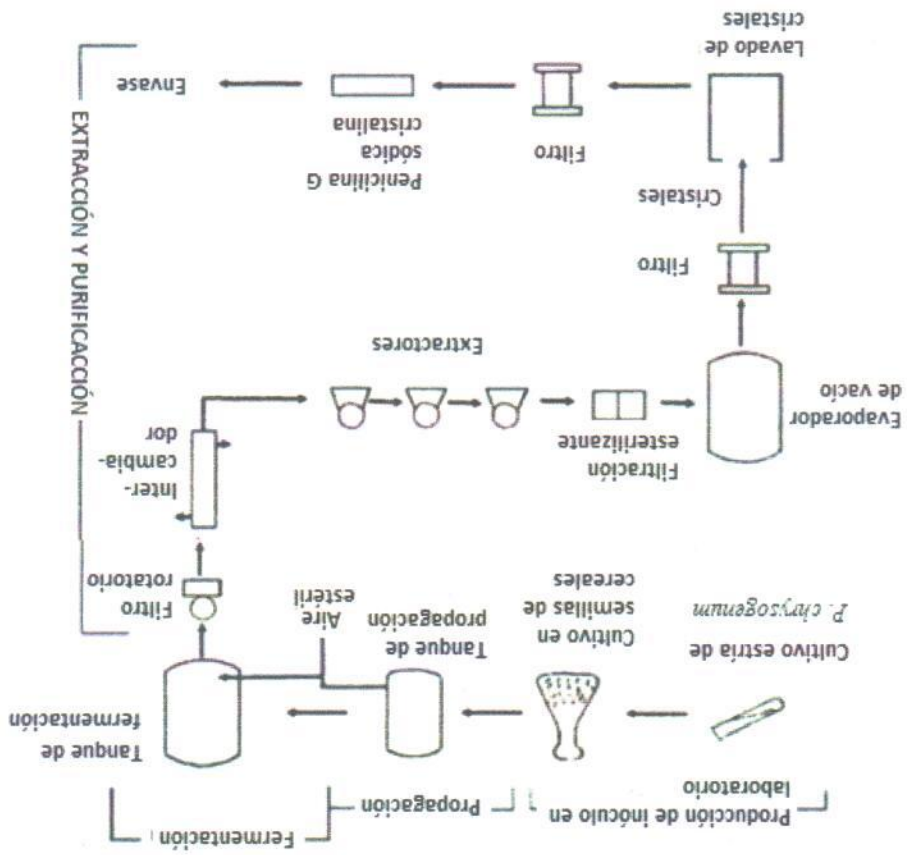 Producción de inóculo en
laboratorio
Propagación
Fermentación
Cultivo estría de
P. chrysogenum
Cultivo en
semillas de
cereales
Tanque de
propagación
Aire
estéril
Tanque de
fermentación
Filtro
rotatorio
Inter-
cambia-
dor
Extractores
Filtración
esterilizante
Evaporador
de vacío
Filtro
Cristales
Lavado de
cristales
Filtro
Penicilina G
sódica
cristalina
Envase
EXTRACCIÓN Y PURIFICACCIÓN